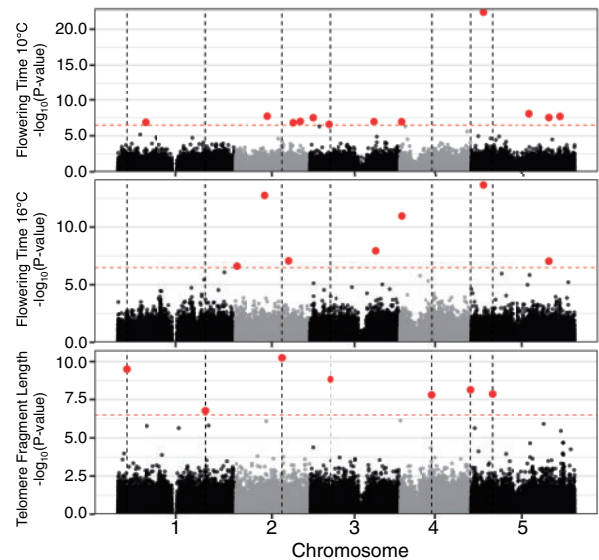 Flowering Time 10°C
-log₁₀(P-value)
20.0
15.0
10.0
5.0
0.0
Flowering Time 16°C
-log₁₀(P-value)
10.0
5.0
0.0
Telomere Fragment Length
-log₁₀(P-value)
10.0
7.5
5.0
2.5
0.0
1 2 3 4 5
Chromosome